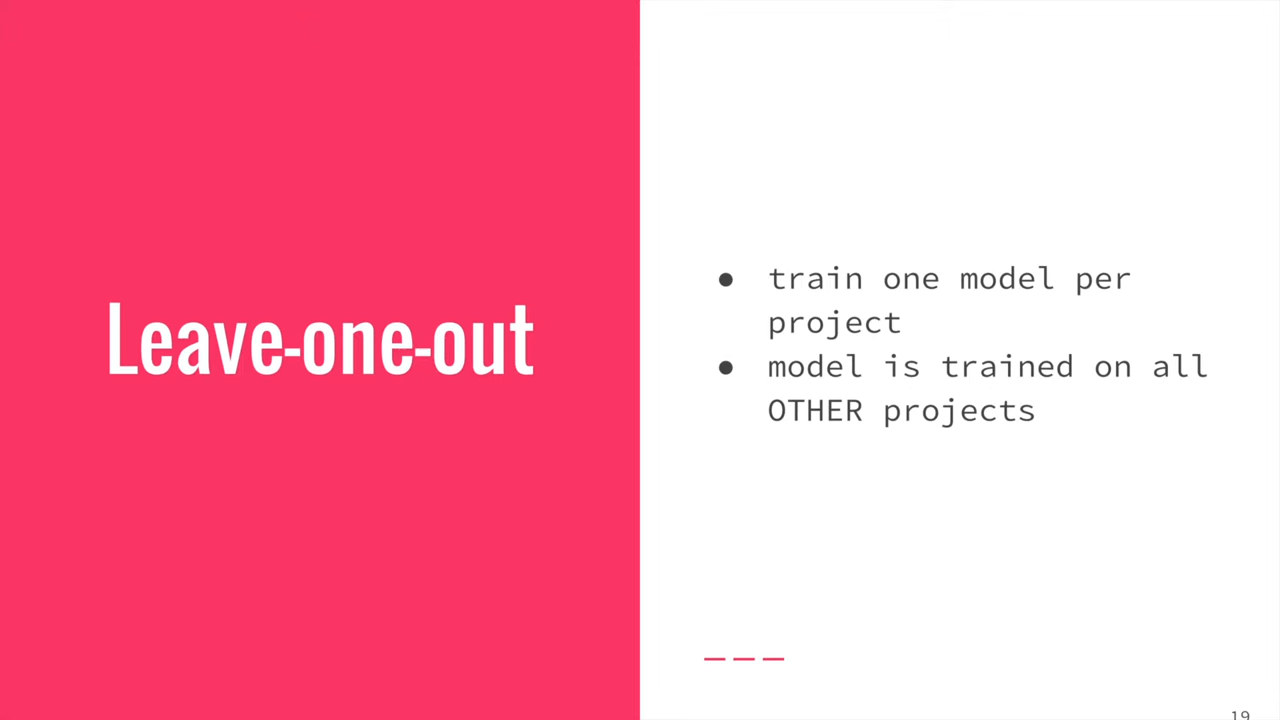 Leave-one-out
● train one model per
project
● model is trained on all
OTHER projects
19